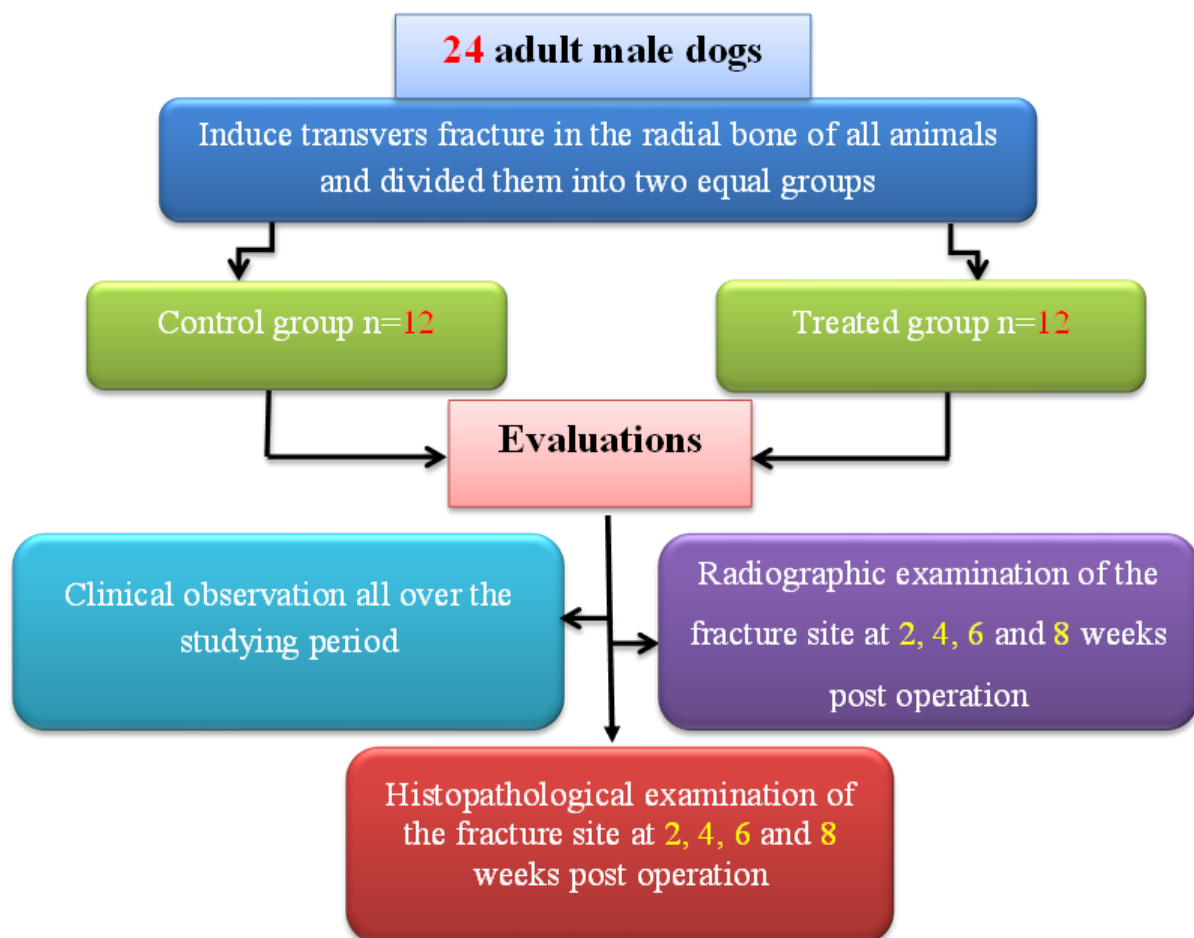 24 adult male dogs
Induce transvers fracture in the radial bone of all animals
and divided them into two equal groups
Control group n=12
Treated group n=12
Evaluations
Clinical observation all over the
studying period
Radiographic examination of the
fracture site at 2, 4, 6 and 8 weeks
post operation
Histopathological examination of
the fracture site at 2, 4, 6 and 8
weeks post operation